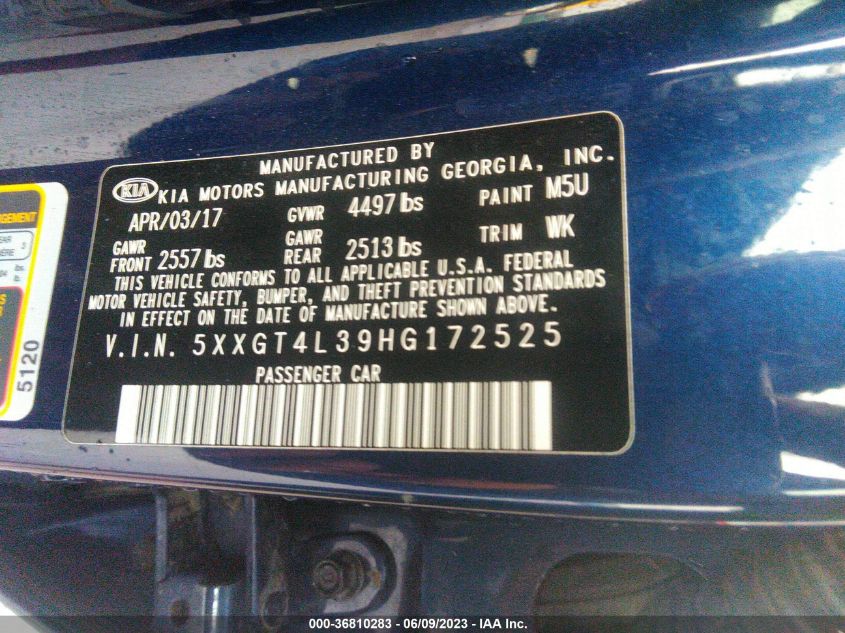 MANUFACTURED BY
KIA KIA MOTORS MANUFACTURING GEORGIA, INC.
APR/03/17 GVWR 4497 lbs PAINT M5U
GAWR FRONT 2557 lbs GAWR REAR 2513 lbs TRIM WK
THIS VEHICLE CONFORMS TO ALL APPLICABLE U.S.A. FEDERAL
MOTOR VEHICLE SAFETY, BUMPER, AND THEFT PREVENTION STANDARDS
IN EFFECT ON THE DATE OF MANUFACTURE SHOWN ABOVE.
V.I.N. 5XXGT4L39HG172525
PASSENGER CAR
5120
000-36810283 / 06/09/2023 - IAA Inc.